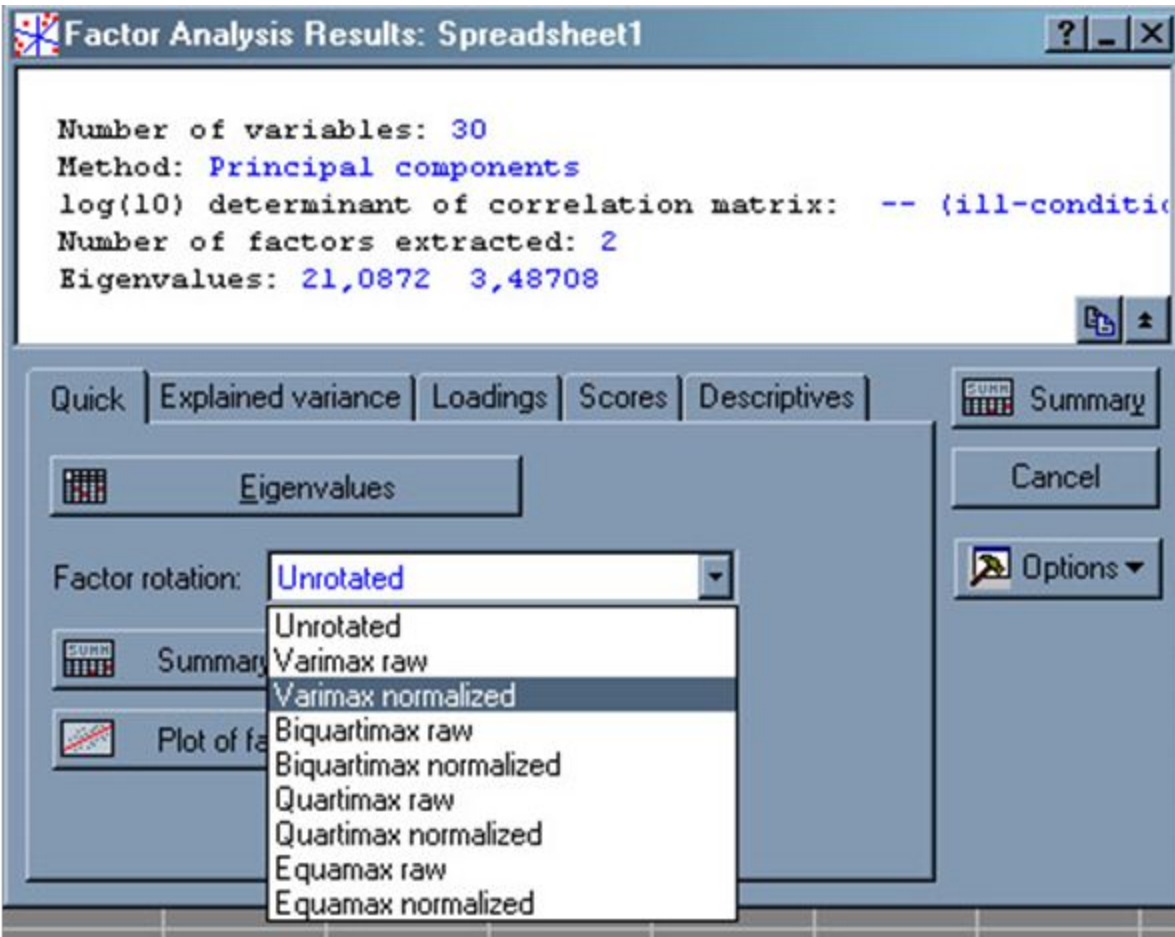 Factor Analysis Results: Spreadsheet1
Number of variables: 30
Method: Principal components
log(10) determinant of correlation matrix: -- (ill-conditio
Number of factors extracted: 2
Eigenvalues: 21,0872 3,48708
Quick Explained variance Loadings Scores Descriptives
Summary
Eigenvalues
Cancel
Factor rotation: Unrotated
Options
Unrotated
Summary
Varimax raw
Varimax normalized
Plot of fa
Biquartimax raw
Biquartimax normalized
Quartimax raw
Quartimax normalized
Equamax raw
Equamax normalized